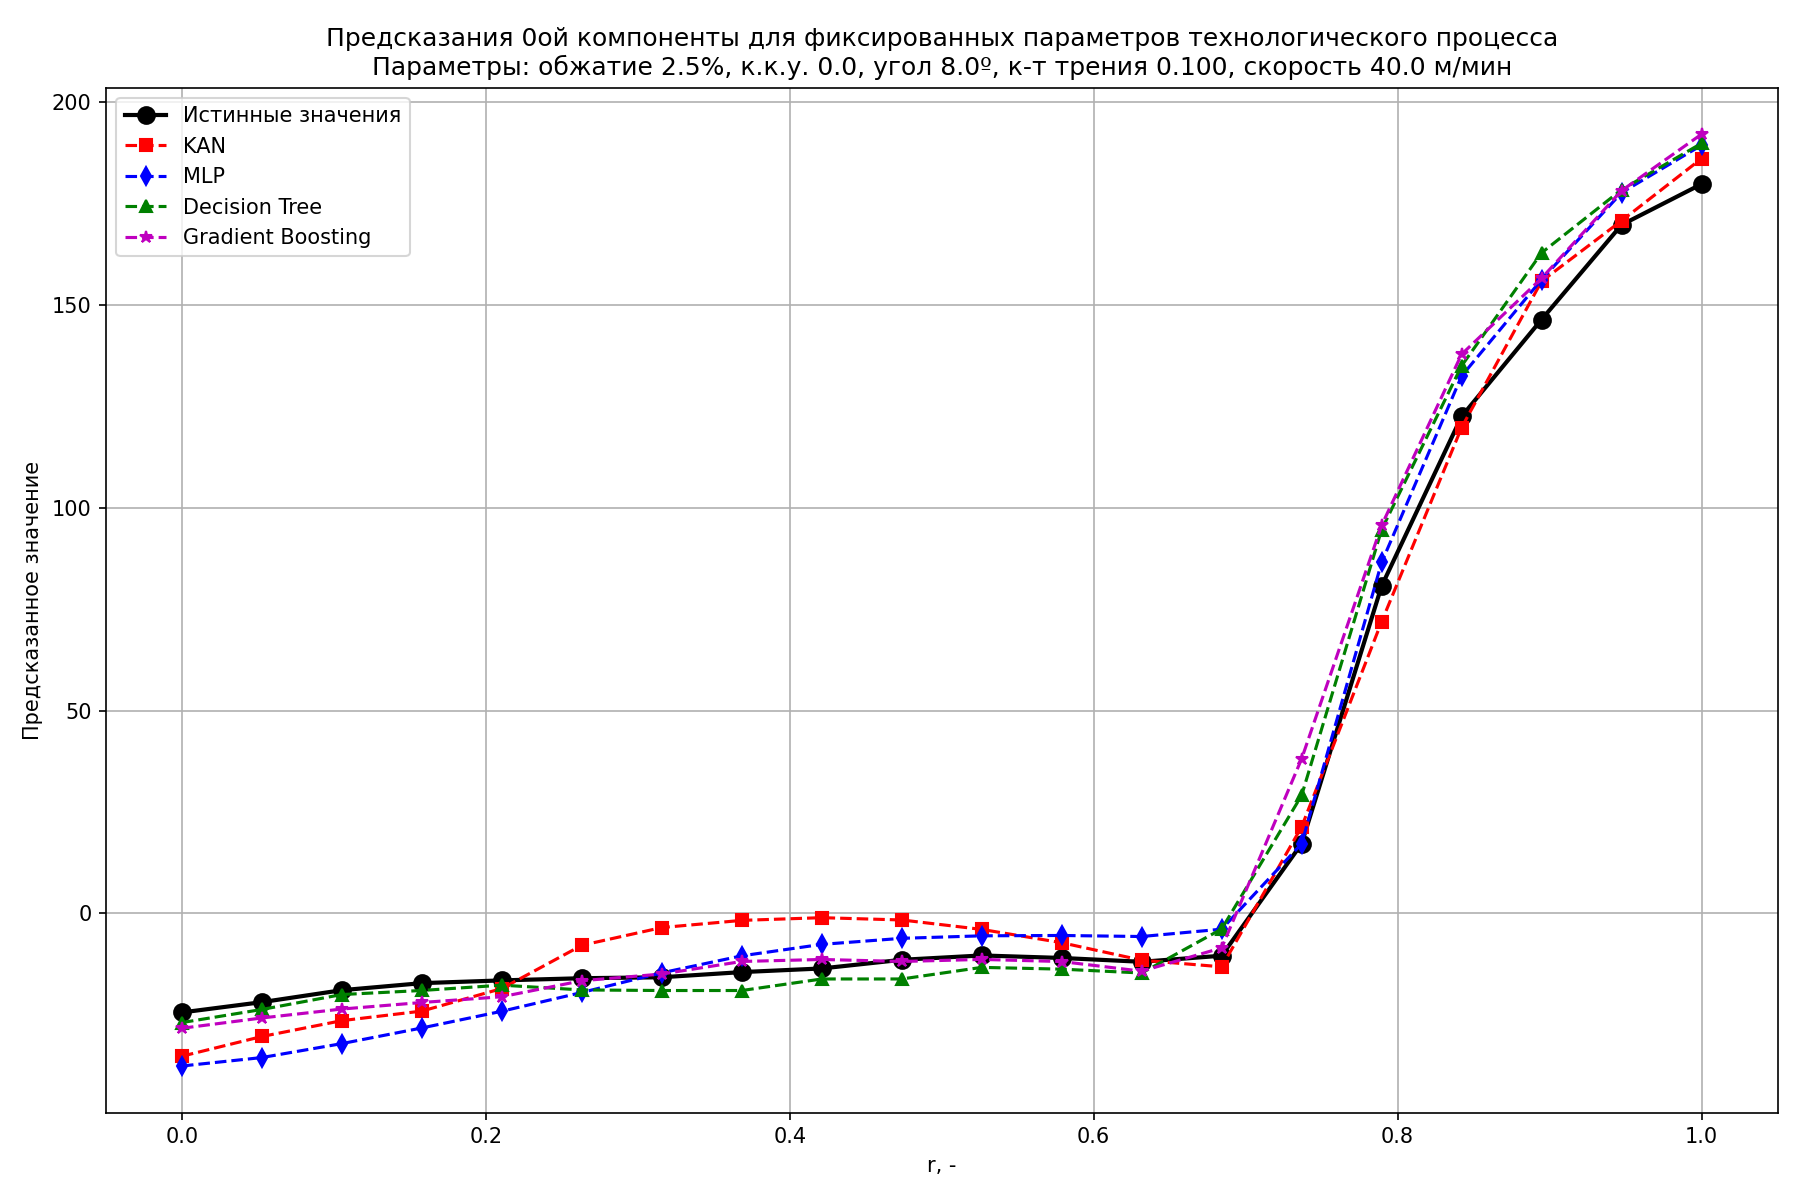 Предсказания 0ой компоненты для фиксированных параметров технологического процесса
Параметры: обжатие 2.5%, к.к.у. 0.0, угол 8.0º, к-т трения 0.100, скорость 40.0 м/мин
Истинные значения
KAN
MLP
Decision Tree
Gradient Boosting
Предсказанное значение
200
150
100
50
0
0.0 0.2 0.4 0.6 0.8 1.0
r, -